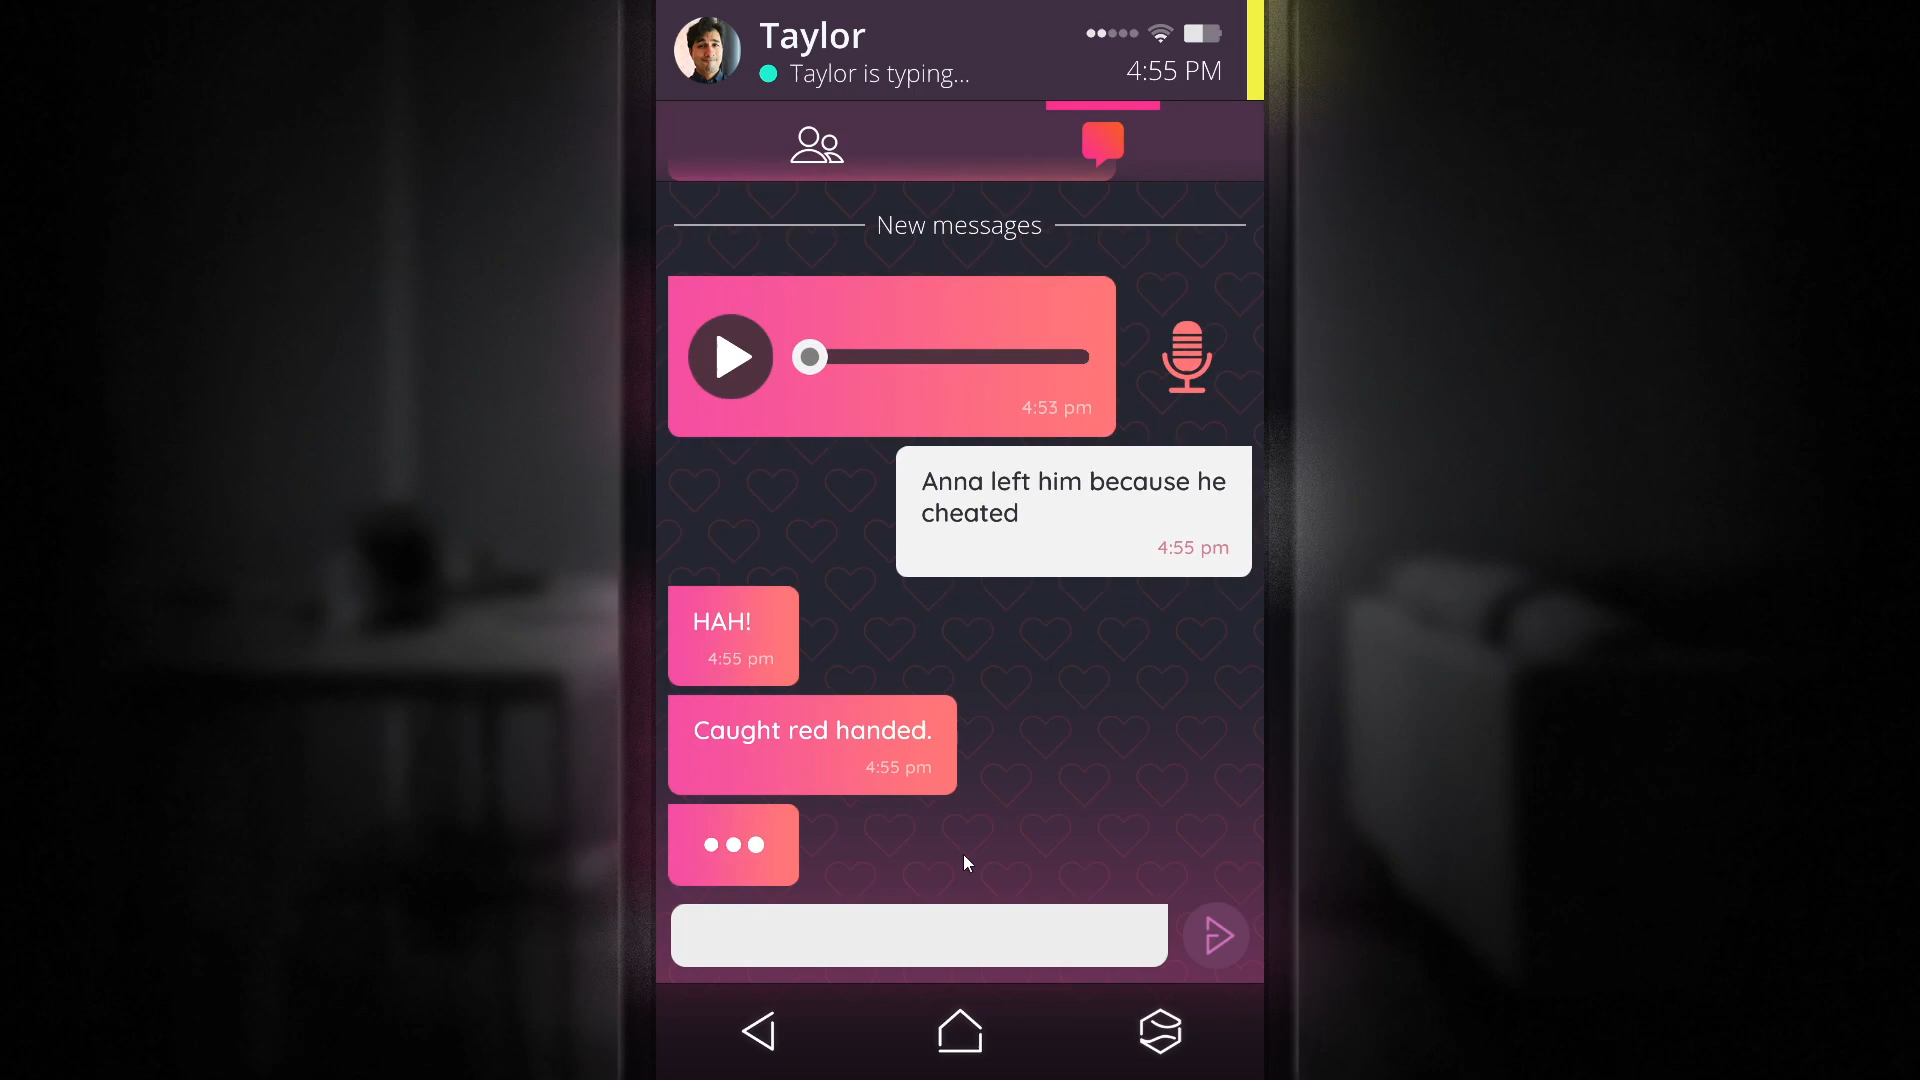 Taylor
Taylor is typing...
4:55 PM
New messages
4:53 pm
Anna left him because he
cheated
4:55 pm
HAH!
4:55 pm
Caught red handed.
4:55 pm